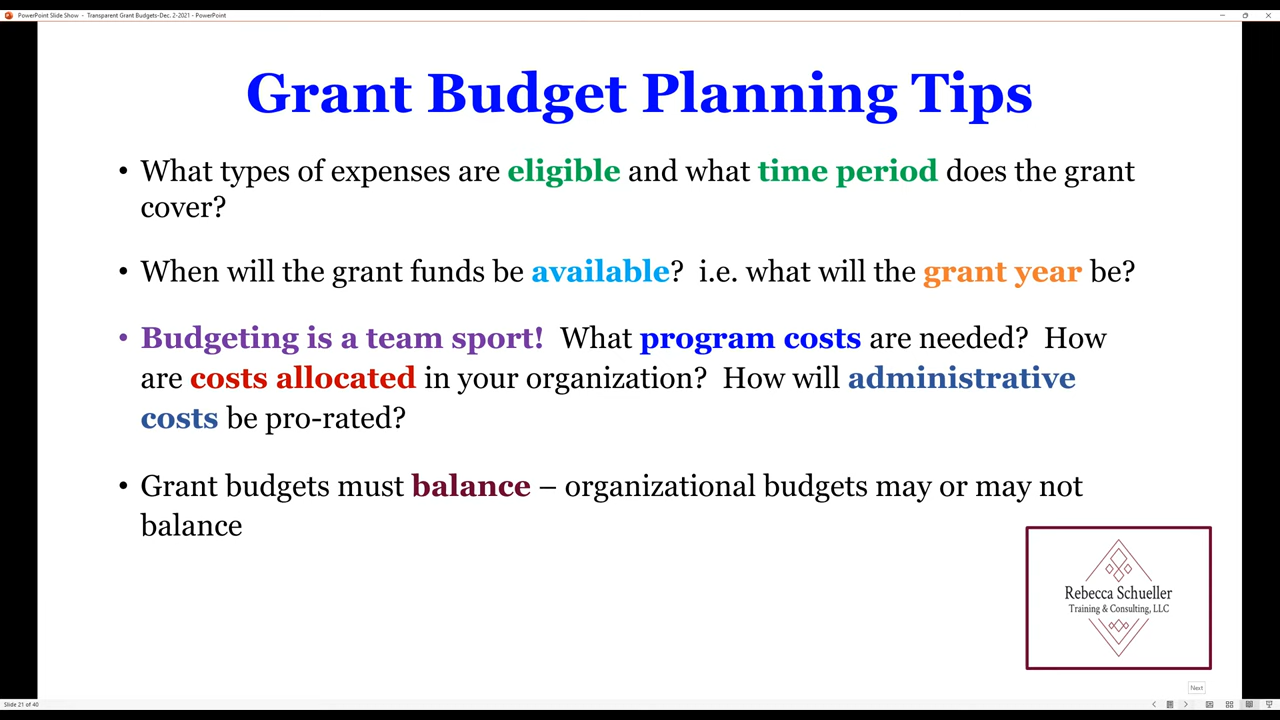 PowerPoint Slide Show - Transparent Grant Budgets-Dec. 2-2021 - PowerPoint
Grant Budget Planning Tips
• What types of expenses are eligible and what time period does the grant
cover?
• When will the grant funds be available?  i.e. what will the grant year be?
• Budgeting is a team sport!  What program costs are needed?  How
are costs allocated in your organization?  How will administrative
costs be pro-rated?
• Grant budgets must balance – organizational budgets may or may not
balance
Rebecca Schueller
Training & Consulting, LLC
Next
Slide 21 of 40